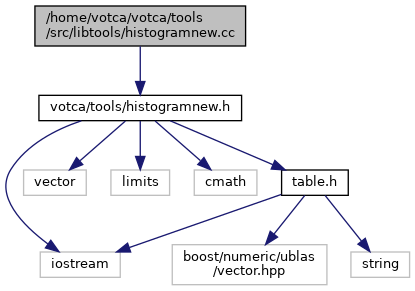 /home/votca/votca/tools
/src/libtools/histogramnew.cc
votca/tools/histogramnew.h
vector
limits
cmath
table.h
iostream
boost/numeric/ublas
/vector.hpp
string